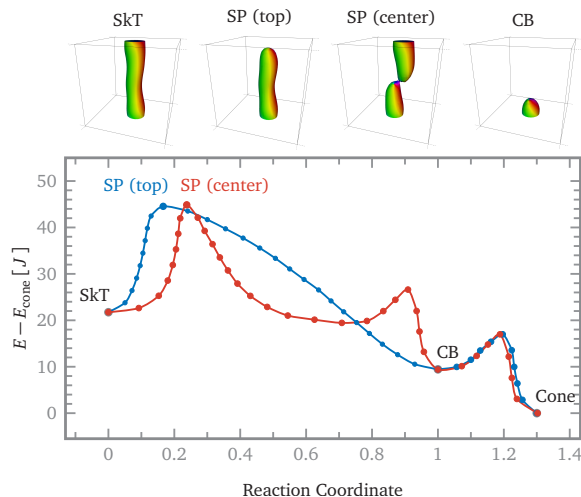 SkT SP (top) SP (center) CB
50
40
30
20
10
0
E − E_cone [ J ]
SP (top) SP (center)
SkT
CB
Cone
0 0.2 0.4 0.6 0.8 1 1.2 1.4
Reaction Coordinate